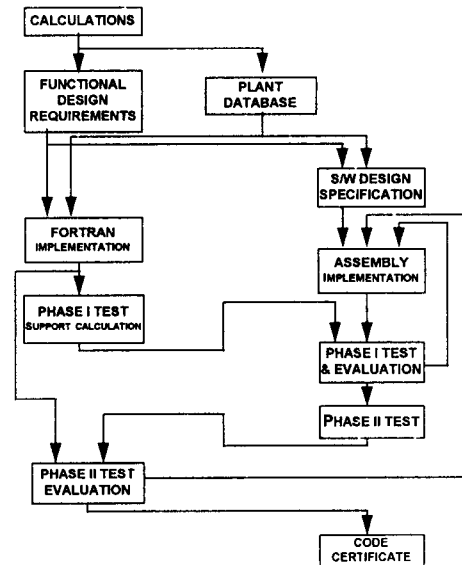 CALCULATIONS
FUNCTIONAL
DESIGN
REQUIREMENTS
PLANT
DATABASE
S/W DESIGN
SPECIFICATION
FORTRAN
IMPLEMENTATION
ASSEMBLY
IMPLEMENTATION
PHASE I TEST
SUPPORT CALCULATION
PHASE I TEST
& EVALUATION
PHASE II TEST
PHASE II TEST
EVALUATION
CODE
CERTIFICATE